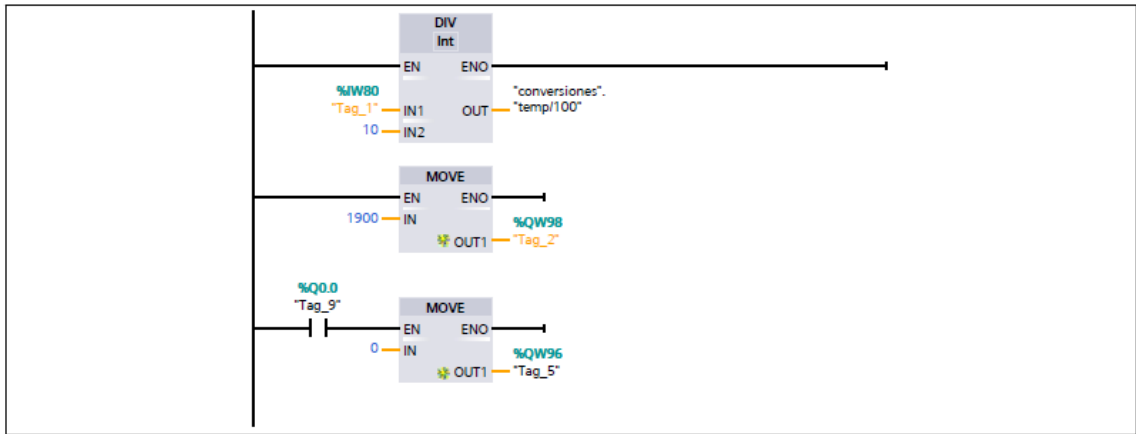 DIV
Int
EN ENO
%IW80
"Tag_1" IN1 OUT "conversiones".
"temp/100"
10 IN2
MOVE
EN ENO
1900 IN
%QW98
OUT1 "Tag_2"
%Q0.0
"Tag_9"
MOVE
EN ENO
0 IN
%QW96
OUT1 "Tag_5"